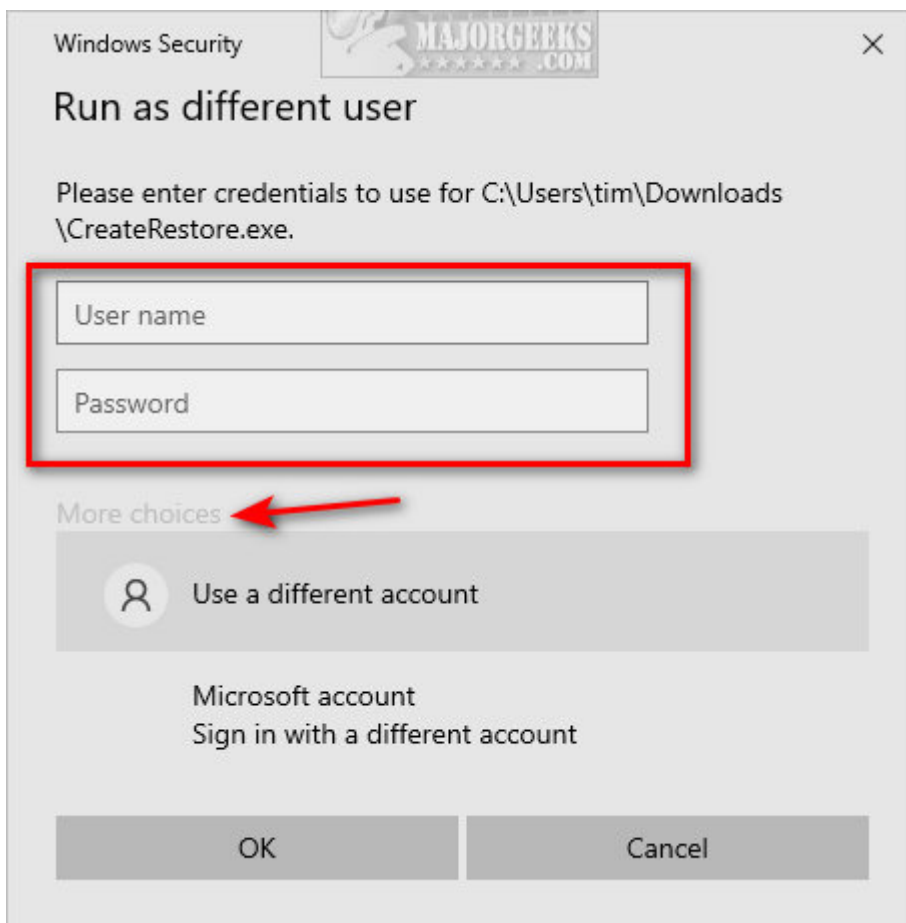 MAJORGEEKS
.COM
Windows Security
Run as different user
Please enter credentials to use for C:\Users\tim\Downloads
\CreateRestore.exe.
User name
Password
More choices
Use a different account
Microsoft account
Sign in with a different account
OK Cancel